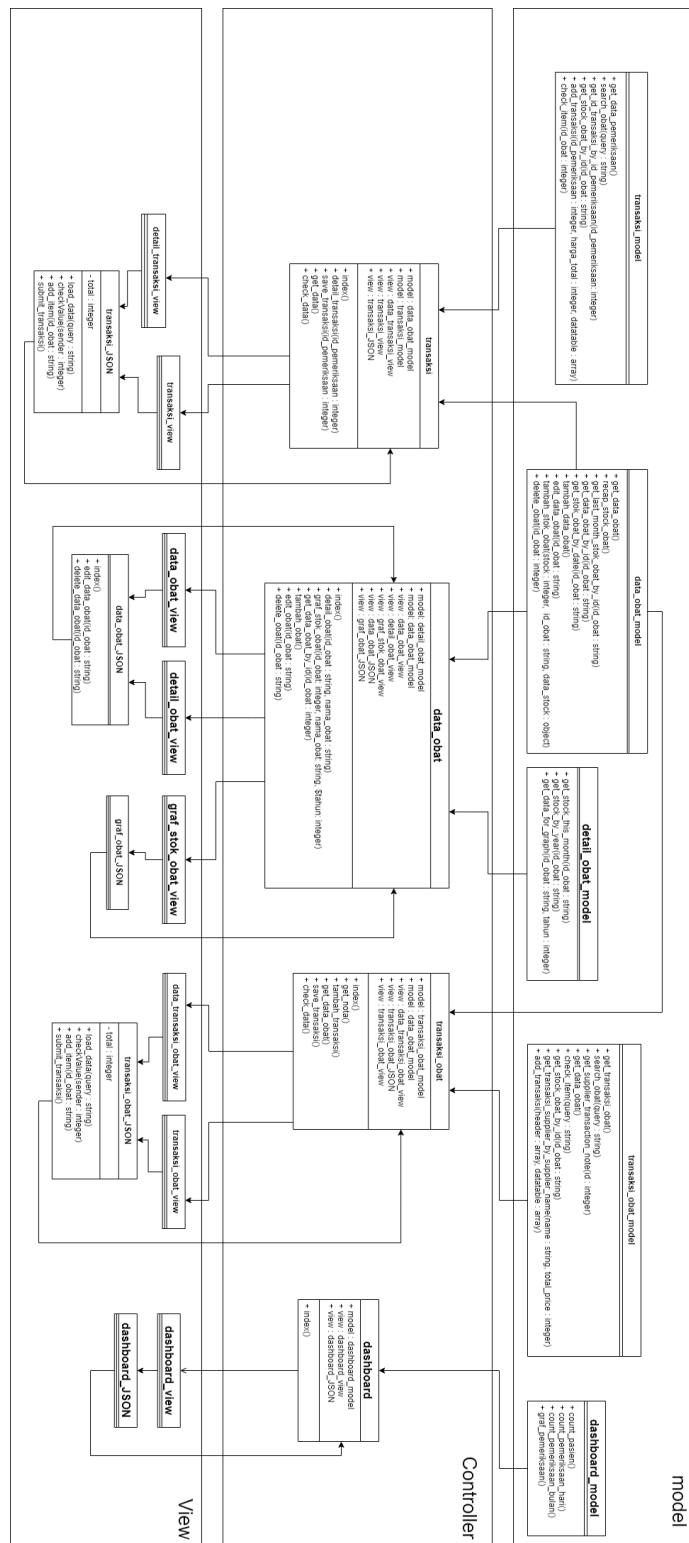 model
transaksi_model
+ get_data_pemeriksaan()
+ search_obat(query : string)
+ get_id_transaksi_by_id_pemeriksaan(id_pemeriksaan: integer)
+ get_stock_obat_by_id(id_obat : string)
+ add_transaksi(id_pemeriksaan : integer, harga_total : integer, datatable : array)
+ check_item(id_obat : integer)
data_obat_model
+ get_data_obat()
+ recap_stock_obat()
+ get_last_month_stok_obat_by_id(id_obat : string)
+ get_data_obat_by_id(id_obat : string)
+ get_stok_obat_by_date(id_obat : string)
+ tambah_data_obat()
+ edit_data_obat(id_obat : string)
+ tambah_stok_obat(stock : integer, id_obat : string, data_stock : object)
+ delete_obat(id_obat : integer)
detail_obat_model
+ get_stock_this_month(id_obat : string)
+ get_stock_by_year(id_obat : string)
+ get_data_for_graph(id_obat : string, tahun : integer)
transaksi_obat_model
+ get_transaksi_obat()
+ search_obat(query : string)
+ get_supplier_transaction_note(id : integer)
+ get_data_obat()
+ check_item(query : string)
+ get_stock_obat_by_id(id_obat : string)
+ get_transaksi_supplier_by_supplier_name(name : string, total_price : integer)
+ add_transaksi(header : array, datatable : array)
dashboard_model
+ count_pasien()
+ count_pemeriksaan_hari()
+ count_pemeriksaan_bulan()
+ graf_pemeriksaan()
Controller
transaksi
+ model : data_obat_model
+ model : transaksi_model
+ view : data_transaksi_view
+ view : transaksi_view
+ view : transaksi_JSON
+ index()
+ detail_transaksi(id_pemeriksaan : integer)
+ save_transaksi(id_pemeriksaan : integer)
+ get_data()
+ check_data()
data_obat
+ model: detail_obat_model
+ model: data_obat_model
+ view : data_obat_view
+ view : detail_obat_view
+ view : graf_stok_obat_view
+ view : data_obat_JSON
+ view : graf_obat_JSON
+ index()
+ detail_obat(id_obat : string, nama_obat : string)
+ graf_stok_obat(id_obat: integer, nama_obat: string, $tahun: integer)
+ get_data_obat_by_id(id_obat : integer)
+ tambah_obat()
+ edit_obat(id_obat : string)
+ delete_obat(id_obat : string)
transaksi_obat
+ model : transaksi_obat_model
+ model : data_obat_model
+ view : data_transaksi_obat_view
+ view : transaksi_obat_JSON
+ view : transaksi_obat_view
+ index()
+ get_nota()
+ tambah_transaksi()
+ get_data_obat()
+ save_transaksi()
+ check_data()
dashboard
+ model : dashboard_model
+ view : dashboard_view
+ view : dashboard_JSON
+ index()
View
detail_transaksi_view
transaksi_view
transaksi_JSON
- total : integer
+ load_data(query : string)
+ checkValue(sender : integer)
+ add_item(id_obat : string)
+ submit_transaksi()
data_obat_view
detail_obat_view
data_obat_JSON
+ index()
+ edit_data_obat(id_obat : string)
+ delete_data_obat(id_obat : string)
graf_stok_obat_view
graf_obat_JSON
data_transaksi_obat_view
transaksi_obat_view
transaksi_obat_JSON
- total : integer
+ load_data(query : string)
+ checkValue(sender : integer)
+ add_item(id_obat : string)
+ submit_transaksi()
dashboard_view
dashboard_JSON